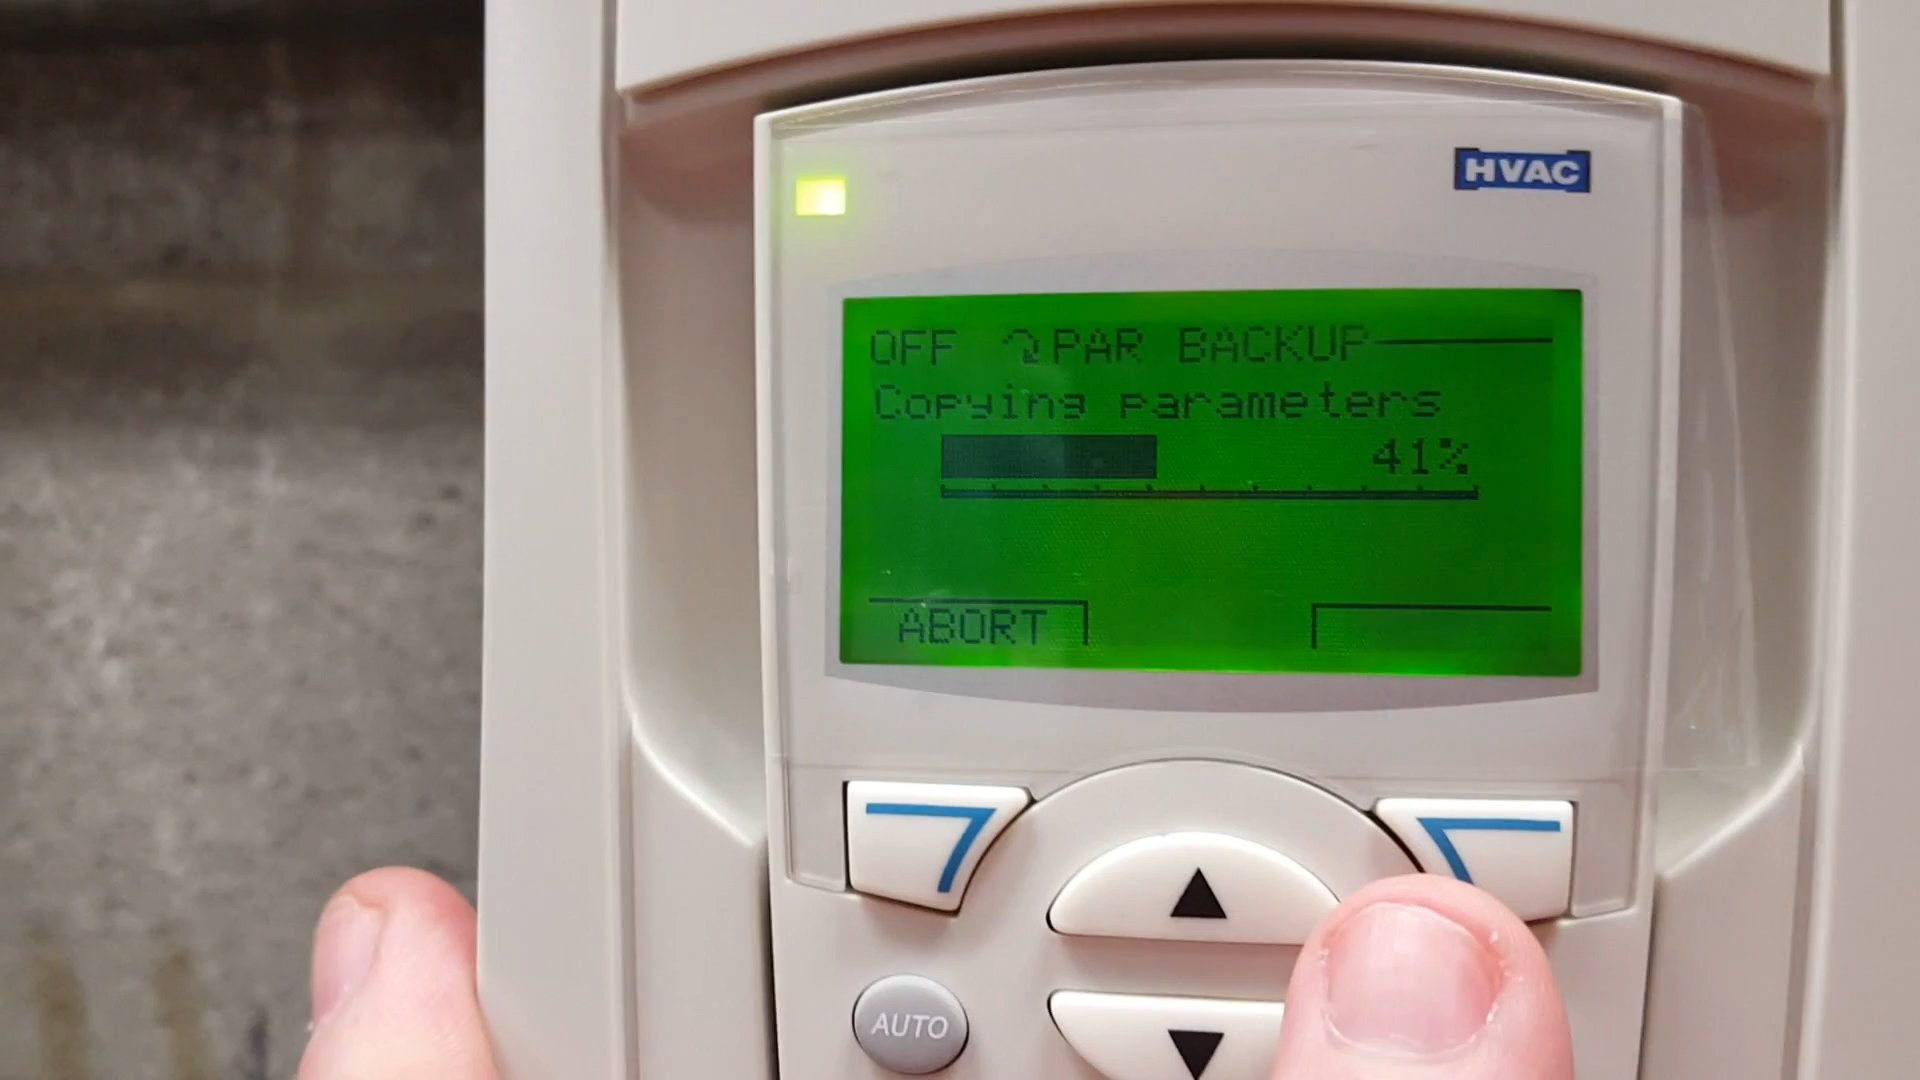 HVAC
OFF ↻PAR BACKUP
Copying parameters
41%
ABORT
AUTO